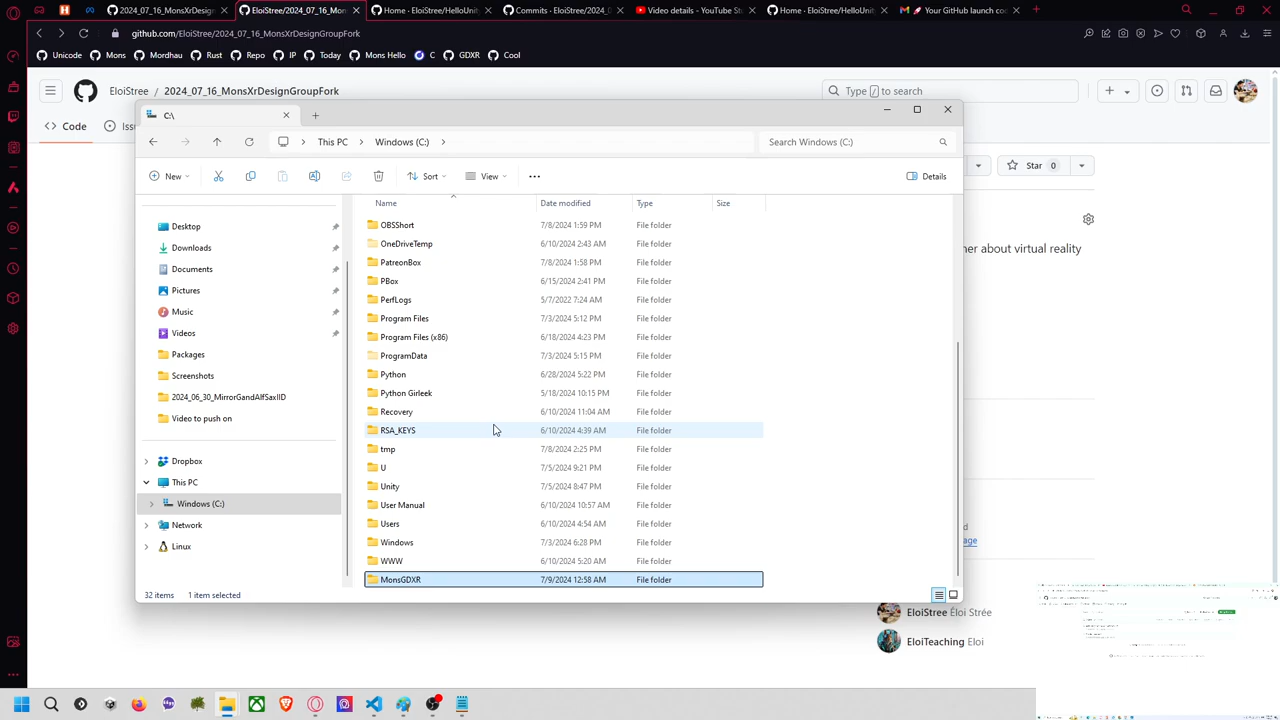 2024_07_16_MonsXrDesign
EloiStree/2024_07_16_Mons
Home - EloiStree/HelloUnit
Commits - EloiStree/2024_0
Video details - YouTube S
Home - EloiStree/HelloUnit
Your GitHub launch co
github.com/EloiStree/2024_07_16_MonsXrDesignGroupFork
Unicode Mons Mordhau Rust Repo IP Today Mons Hello C GDXR Cool
EloiStree / 2024_07_16_MonsXrDesignGroupFork
Type / to search
Code
Iss
Star 0
C:\
This PC
Windows (C:)
Search Windows (C:)
New
Sort
View
Details
Name Date modified Type Size
Desktop
Downloads
Documents
Pictures
Music
Videos
Packages
Screenshots
2024_06_30_MirrorGandAlfSaxIID
Video to push on
Dropbox
This PC
Windows (C:)
Network
Linux
OBSShort 7/8/2024 1:59 PM File folder
OneDriveTemp 6/10/2024 2:43 AM File folder
PatreonBox 7/8/2024 1:58 PM File folder
PBox 6/15/2024 2:41 PM File folder
PerfLogs 5/7/2022 7:24 AM File folder
Program Files 7/3/2024 5:12 PM File folder
Program Files (x86) 6/18/2024 4:23 PM File folder
ProgramData 7/3/2024 5:15 PM File folder
Python 6/28/2024 5:22 PM File folder
Python Girleek 5/18/2024 10:15 PM File folder
Recovery 6/10/2024 11:04 AM File folder
RSA_KEYS 6/10/2024 4:39 AM File folder
tmp 7/8/2024 2:25 PM File folder
U 7/5/2024 9:21 PM File folder
Unity 7/5/2024 8:47 PM File folder
User Manual 6/10/2024 10:57 AM File folder
Users 6/10/2024 4:54 AM File folder
Windows 7/3/2024 6:28 PM File folder
WWW 6/10/2024 5:20 AM File folder
MonsGDXR 7/9/2024 12:58 AM File folder
32 items 1 item selected
ner about virtual reality
d
age
EloiStree Éloi Strée
EloiTeaching Eloi